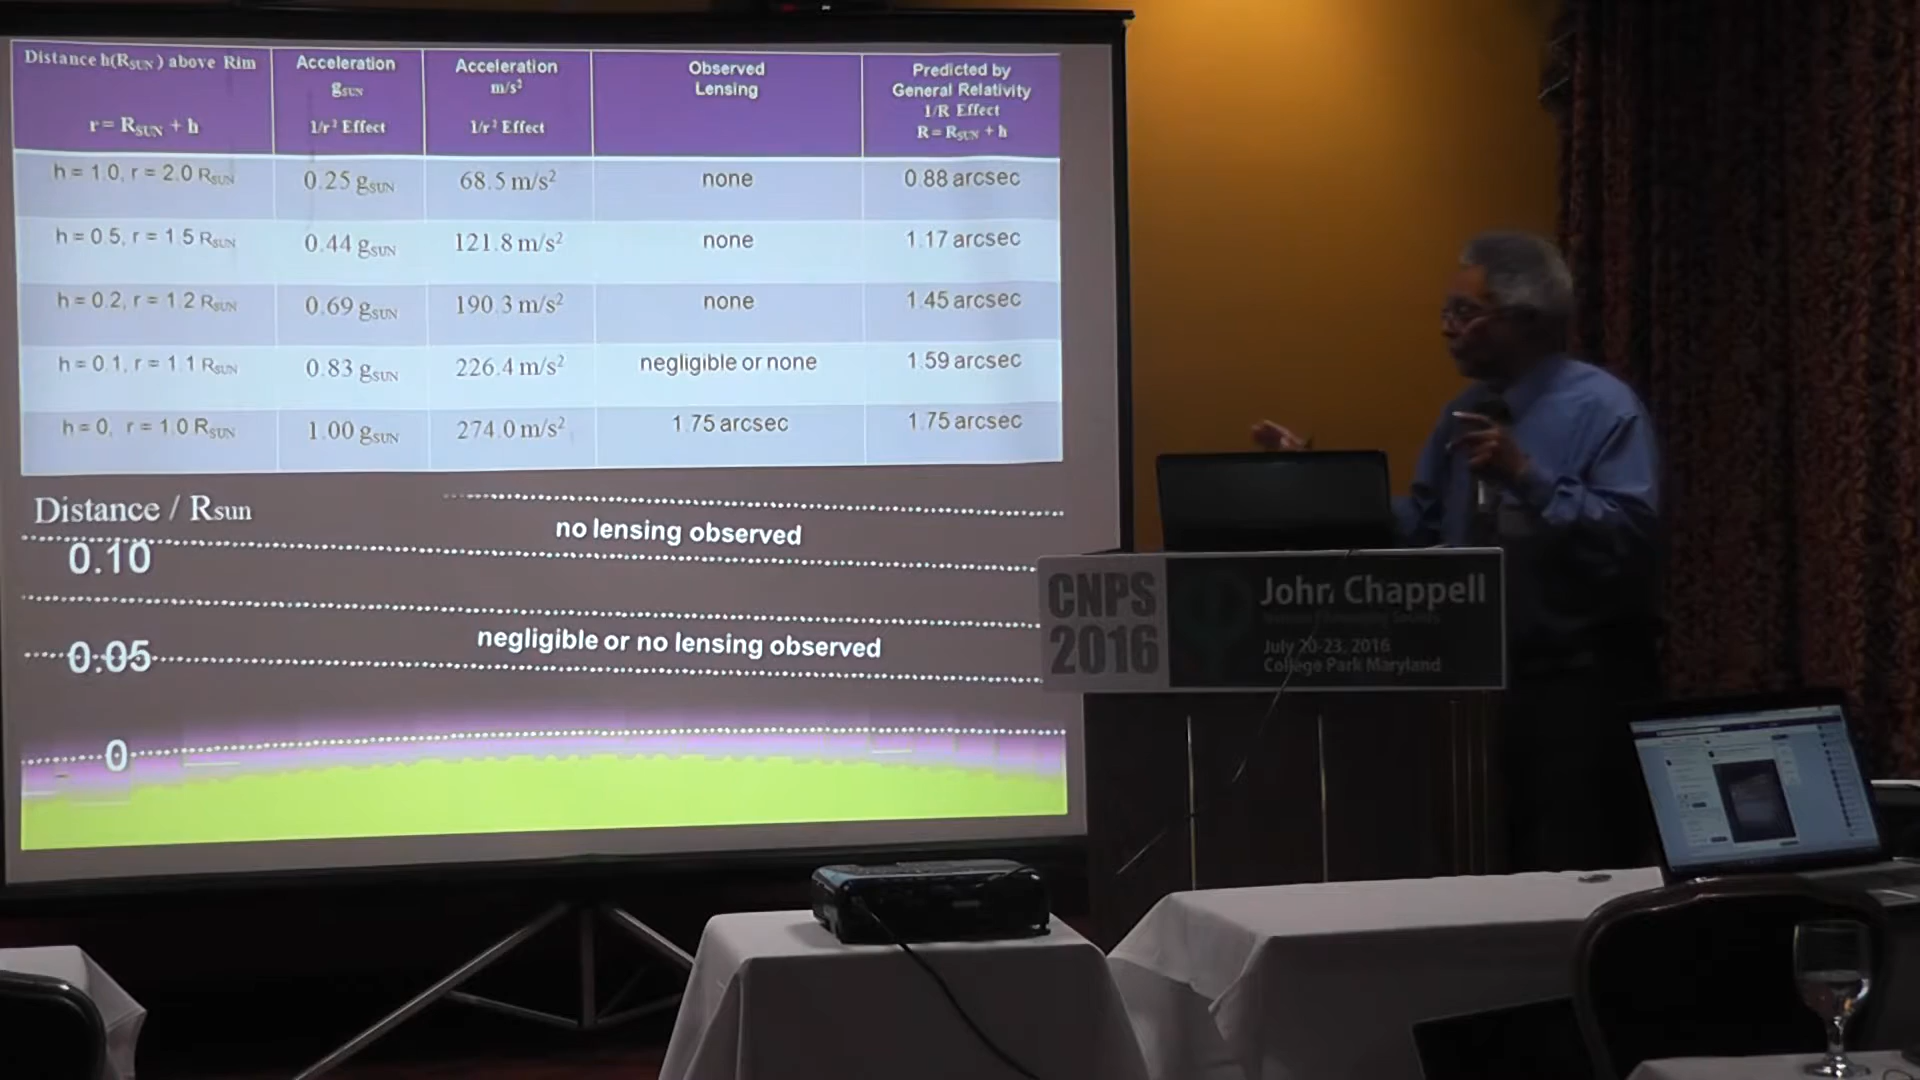 Distance h(RSUN) above Rim
r = RSUN + h
Acceleration
gSUN
1/r² Effect
Acceleration
m/s²
1/r² Effect
Observed
Lensing
Predicted by
General Relativity
1/R Effect
R = RSUN + h
h = 1.0, r = 2.0 RSUN
0.25 gSUN
68.5 m/s²
none
0.88 arcsec
h = 0.5, r = 1.5 RSUN
0.44 gSUN
121.8 m/s²
none
1.17 arcsec
h = 0.2, r = 1.2 RSUN
0.69 gSUN
190.3 m/s²
none
1.45 arcsec
h = 0.1, r = 1.1 RSUN
0.83 gSUN
226.4 m/s²
negligible or none
1.59 arcsec
h = 0, r = 1.0 RSUN
1.00 gSUN
274.0 m/s²
1.75 arcsec
1.75 arcsec
Distance / Rsun
no lensing observed
0.10
negligible or no lensing observed
0.05
0
CNPS
2016
John Chappell
July 20-23, 2016
College Park Maryland